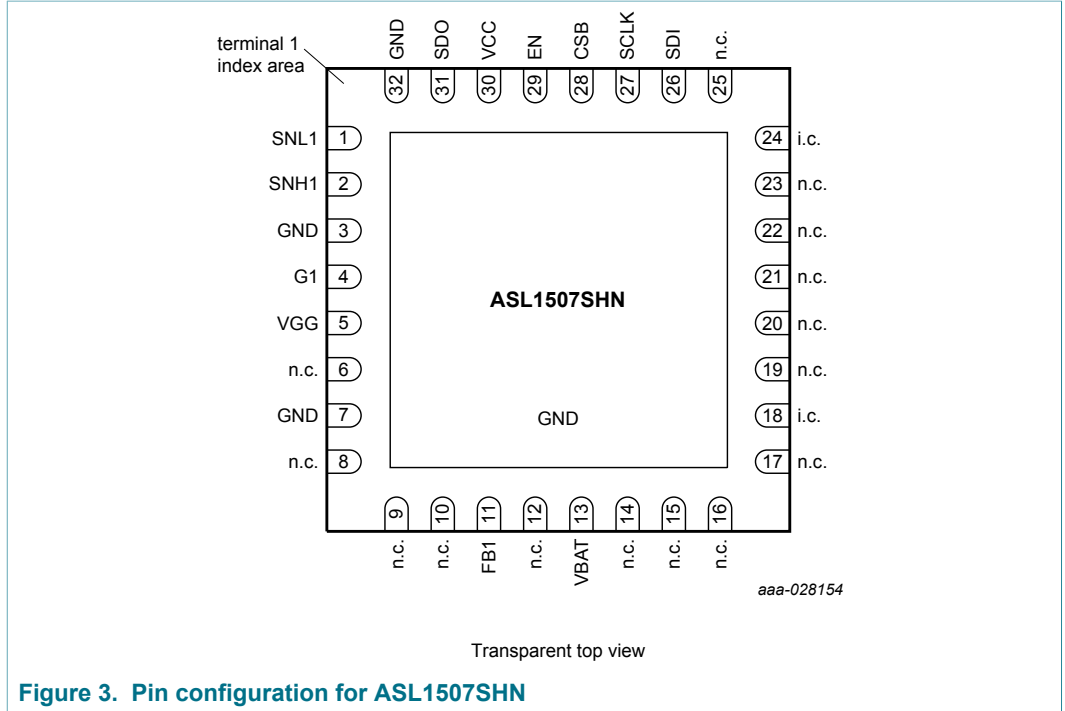 terminal 1
index area
GND
SDO
VCC
EN
CSB
SCLK
SDI
n.c.
32
31
30
29
28
27
26
25
SNL1 1
SNH1 2
GND 3
G1 4
VGG 5
n.c. 6
GND 7
n.c. 8
24 i.c.
23 n.c.
22 n.c.
21 n.c.
20 n.c.
19 n.c.
18 i.c.
17 n.c.
ASL1507SHN
GND
9
10
11
12
13
14
15
16
n.c.
n.c.
FB1
n.c.
VBAT
n.c.
n.c.
n.c.
aaa-028154
Transparent top view
Figure 3. Pin configuration for ASL1507SHN